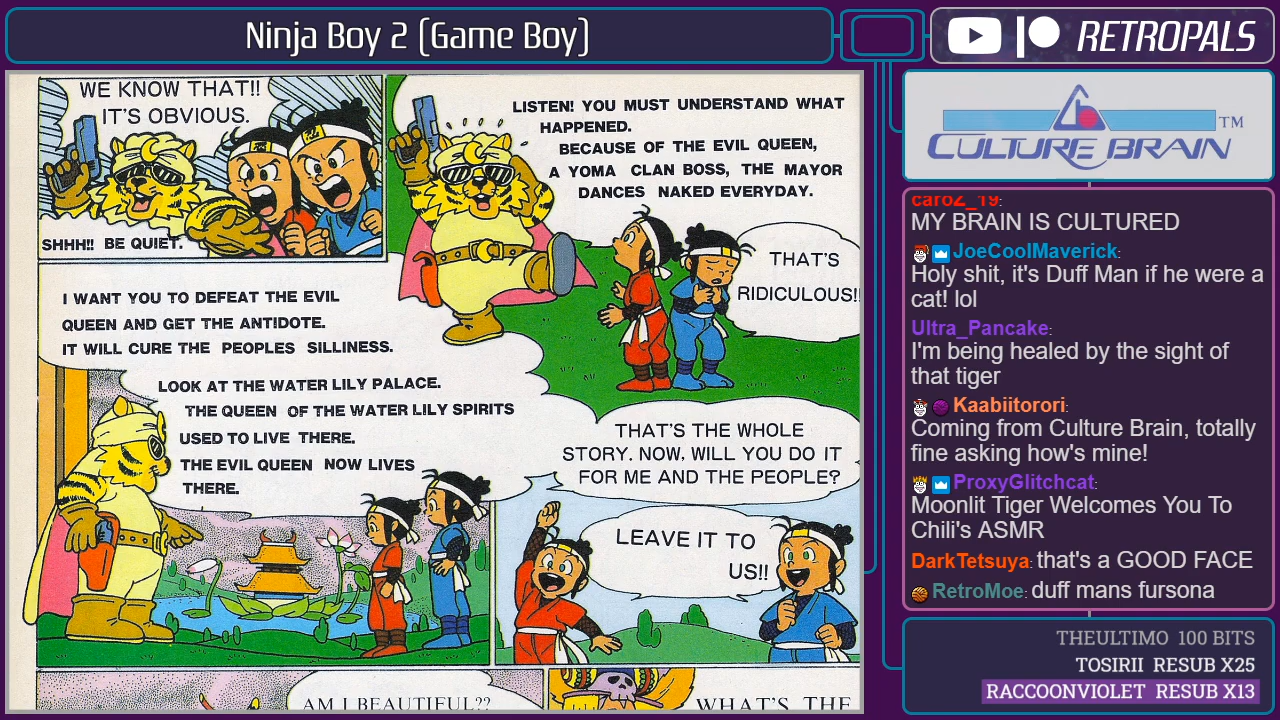 Ninja Boy 2 (Game Boy)
RETROPALS
WE KNOW THAT!!
IT'S OBVIOUS.
SHHH!! BE QUIET.
LISTEN! YOU MUST UNDERSTAND WHAT
HAPPENED.
BECAUSE OF THE EVIL QUEEN,
A YOMA CLAN BOSS, THE MAYOR
DANCES NAKED EVERYDAY.
THAT'S
RIDICULOUS!!
I WANT YOU TO DEFEAT THE EVIL
QUEEN AND GET THE ANTIDOTE.
IT WILL CURE THE PEOPLES SILLINESS.
LOOK AT THE WATER LILY PALACE.
THE QUEEN OF THE WATER LILY SPIRITS
USED TO LIVE THERE.
THE EVIL QUEEN NOW LIVES
THERE.
THAT'S THE WHOLE
STORY. NOW, WILL YOU DO IT
FOR ME AND THE PEOPLE?
LEAVE IT TO
US!!
AM I BEAUTIFUL??
WHAT'S THE
CULTURE BRAIN TM
caroz_19:
MY BRAIN IS CULTURED
JoeCoolMaverick:
Holy shit, it's Duff Man if he were a
cat! lol
Ultra_Pancake:
I'm being healed by the sight of
that tiger
Kaabiitorori:
Coming from Culture Brain, totally
fine asking how's mine!
ProxyGlitchcat:
Moonlit Tiger Welcomes You To
Chili's ASMR
DarkTetsuya: that's a GOOD FACE
RetroMoe: duff mans fursona
THEULTIMO 100 BITS
TOSIRII RESUB X25
RACCOONVIOLET RESUB X13